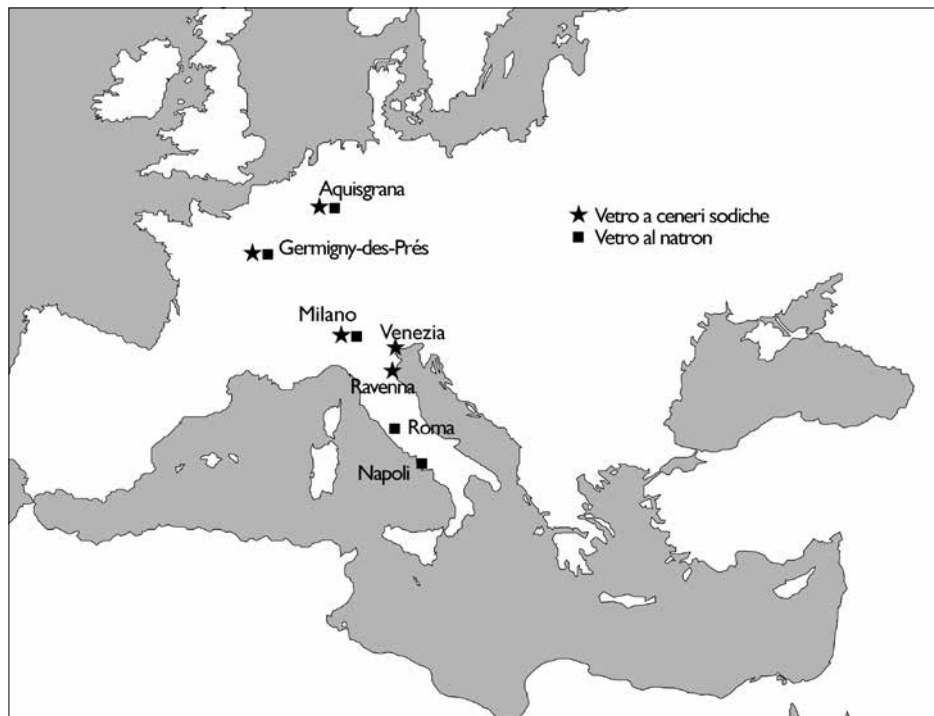 Aquisgrana
Vetro a ceneri sodiche
Vetro al natron
Germigny-des-Prés
Milano
Venezia
Ravenna
Roma
Napoli